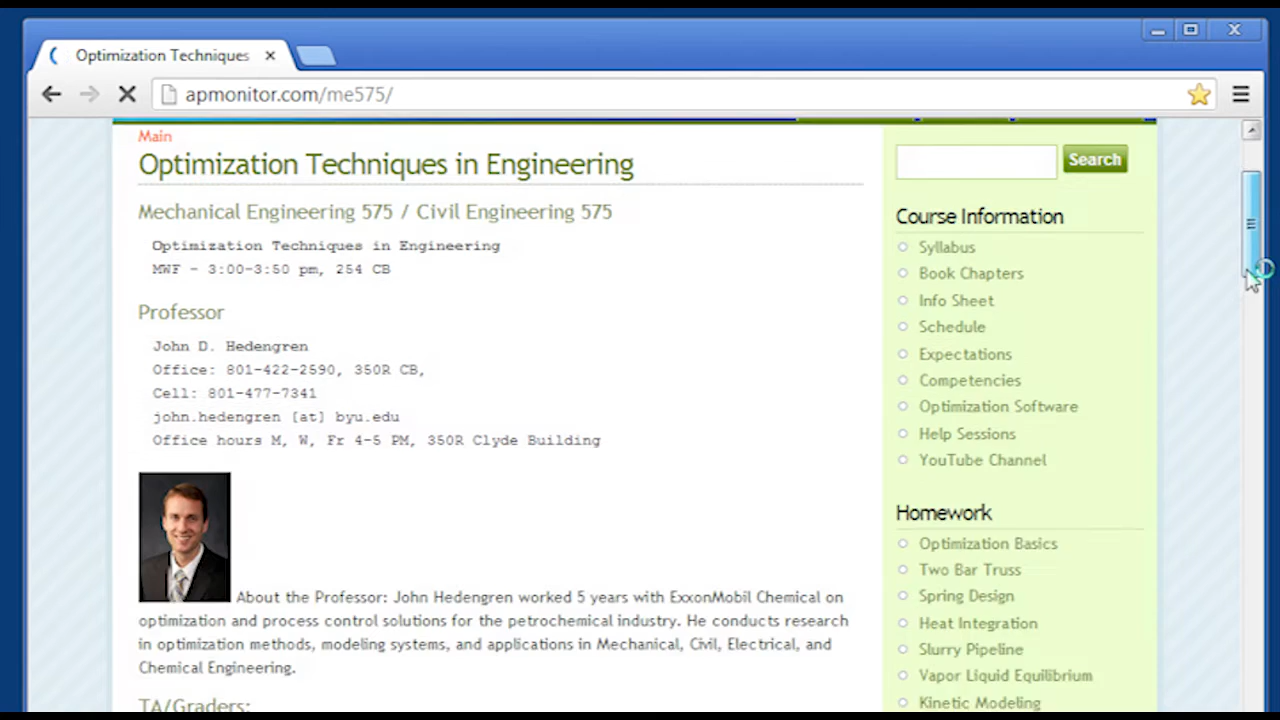 Optimization Techniques
apmonitor.com/me575/
Main
Optimization Techniques in Engineering
Mechanical Engineering 575 / Civil Engineering 575
Optimization Techniques in Engineering
MWF - 3:00-3:50 pm, 254 CB
Professor
John D. Hedengren
Office: 801-422-2590, 350R CB,
Cell: 801-477-7341
john.hedengren [at] byu.edu
Office hours M, W, Fr 4-5 PM, 350R Clyde Building
About the Professor: John Hedengren worked 5 years with ExxonMobil Chemical on
optimization and process control solutions for the petrochemical industry. He conducts research
in optimization methods, modeling systems, and applications in Mechanical, Civil, Electrical, and
Chemical Engineering.
TA/Graders:
Search
Course Information
Syllabus
Book Chapters
Info Sheet
Schedule
Expectations
Competencies
Optimization Software
Help Sessions
YouTube Channel
Homework
Optimization Basics
Two Bar Truss
Spring Design
Heat Integration
Slurry Pipeline
Vapor Liquid Equilibrium
Kinetic Modeling